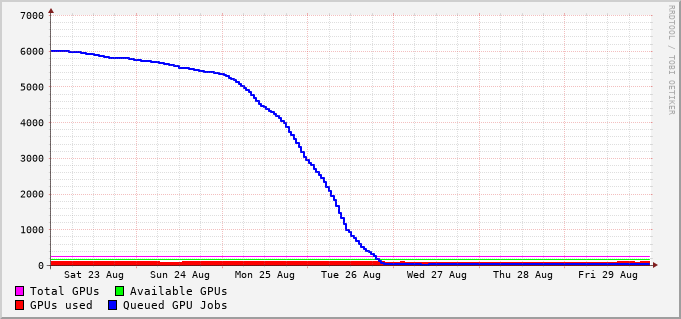 7000
6000
5000
4000
3000
2000
1000
0
Sat 23 Aug Sun 24 Aug Mon 25 Aug Tue 26 Aug Wed 27 Aug Thu 28 Aug Fri 29 Aug
Total GPUs Available GPUs
GPUs used Queued GPU Jobs
RRDTOOL / TOBI OETIKER